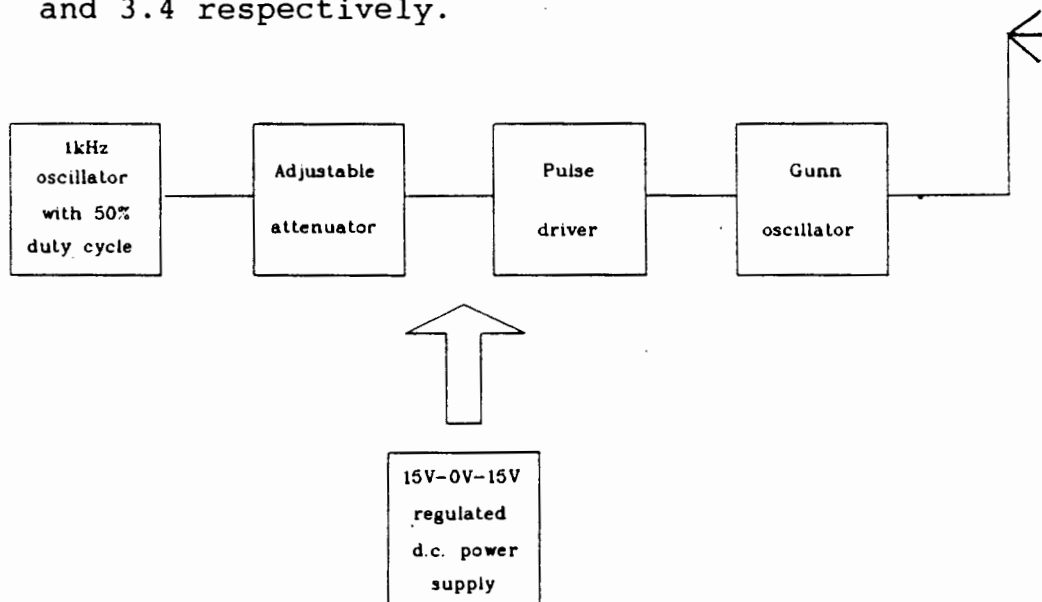 and 3.4 respectively.
1kHz
oscillator
with 50%
duty cycle
Adjustable
attenuator
Pulse
driver
Gunn
oscillator
15V-0V-15V
regulated
d.c. power
supply